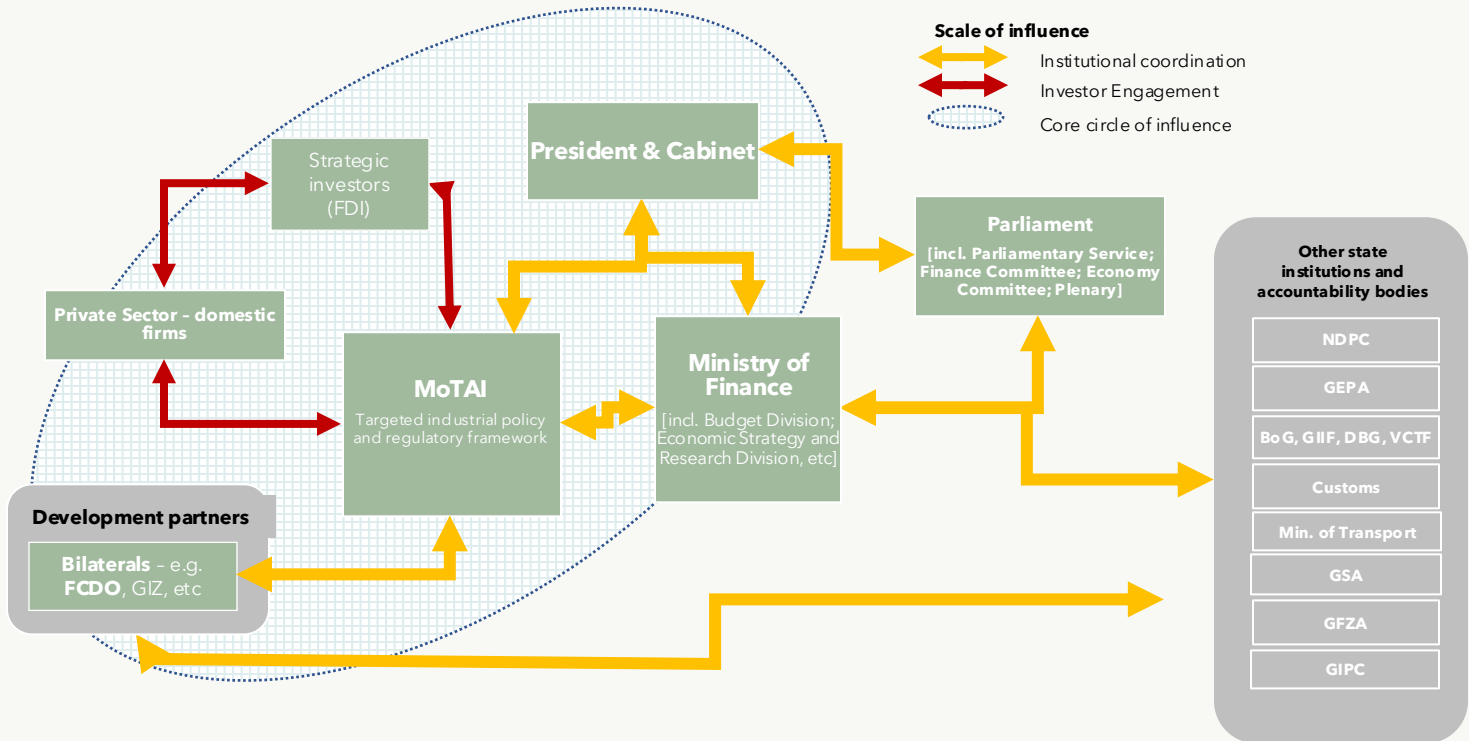 Scale of influence
Institutional coordination
Investor Engagement
Core circle of influence
President & Cabinet
Strategic
investors
(FDI)
Parliament
[incl. Parliamentary Service;
Finance Committee; Economy
Committee; Plenary]
Private Sector – domestic
firms
MoTAI
Targeted industrial policy
and regulatory framework
Ministry of
Finance
[incl. Budget Division;
Economic Strategy and
Research Division, etc]
Development partners
Bilaterals – e.g.
FCDO, GIZ, etc
Other state
institutions and
accountability bodies
NDPC
GEPA
BoG, GIIF, DBG, VCTF
Customs
Min. of Transport
GSA
GFZA
GIPC